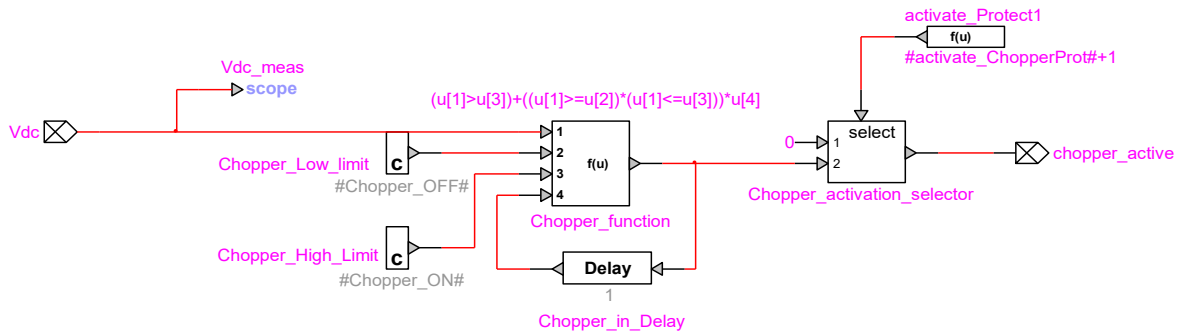 activate_Protect1
f(u)
#activate_ChopperProt#+1
Vdc_meas
scope
(u[1]>u[3])+((u[1]>=u[2])*(u[1]<=u[3]))*u[4]
Vdc
1
2
3
4
f(u)
Chopper_function
C
Chopper_Low_limit
#Chopper_OFF#
C
Chopper_High_Limit
#Chopper_ON#
Delay
1
Chopper_in_Delay
select
0
1
2
Chopper_activation_selector
chopper_active